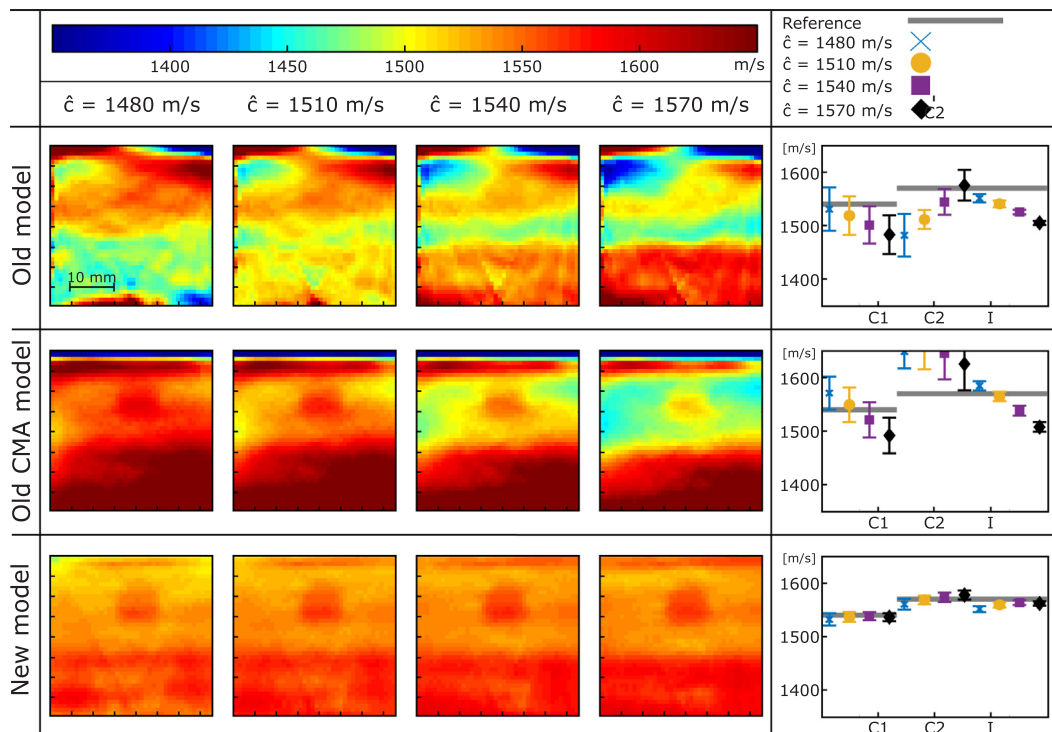 1400 1450 1500 1550 1600 m/s
ĉ = 1480 m/s ĉ = 1510 m/s ĉ = 1540 m/s ĉ = 1570 m/s
Reference
ĉ = 1480 m/s
ĉ = 1510 m/s
ĉ = 1540 m/s
ĉ = 1570 m/s
C2
Old model
10 mm
[m/s]
1600
1500
1400
C1 C2 I
Old CMA model
[m/s]
1600
1500
1400
C1 C2 I
New model
[m/s]
1600
1500
1400
C1 C2 I